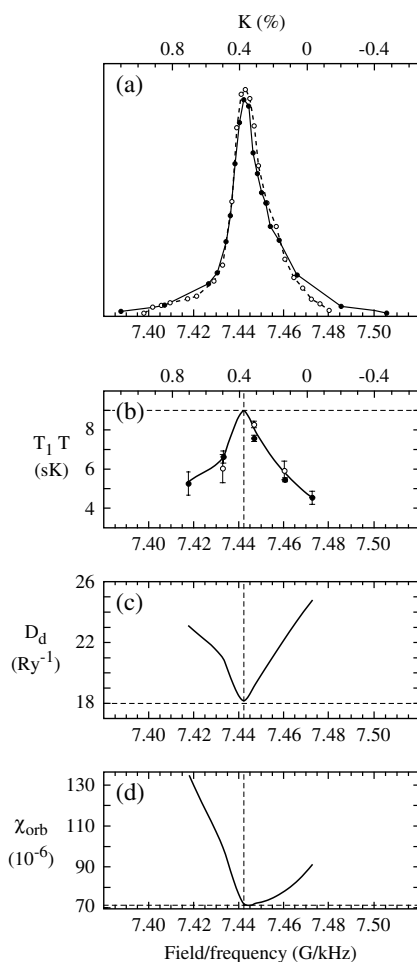 K (%)
0.8 0.4 0 -0.4
(a)
7.40 7.42 7.44 7.46 7.48 7.50
0.8 0.4 0 -0.4
(b)
T1 T
(sK)
8
6
4
7.40 7.42 7.44 7.46 7.48 7.50
(c)
Dd
(Ry-1)
26
22
18
7.40 7.42 7.44 7.46 7.48 7.50
(d)
χorb
(10-6)
130
110
90
70
7.40 7.42 7.44 7.46 7.48 7.50
Field/frequency (G/kHz)